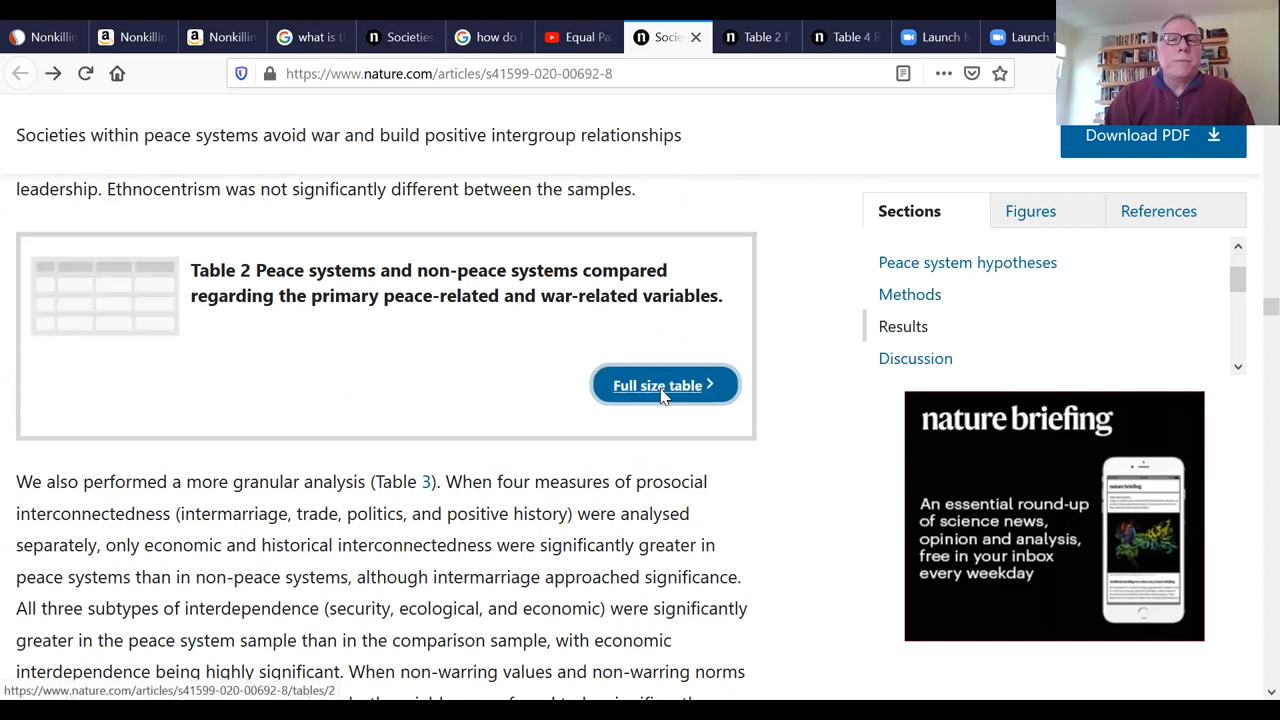 Nonkillin
Nonkillin
Nonkillin
what is t
Societies
how do
Equal Pa
Socie
Table 2 P
Table 4 R
Launch M
Launch
https://www.nature.com/articles/s41599-020-00692-8
Societies within peace systems avoid war and build positive intergroup relationships
Download PDF
leadership. Ethnocentrism was not significantly different between the samples.
Table 2 Peace systems and non-peace systems compared
regarding the primary peace-related and war-related variables.
Full size table
We also performed a more granular analysis (Table 3). When four measures of prosocial
interconnectedness (intermarriage, trade, politics, and positive history) were analysed
separately, only economic and historical interconnectedness were significantly greater in
peace systems than in non-peace systems, although intermarriage approached significance.
All three subtypes of interdependence (security, ecological, and economic) were significantly
greater in the peace system sample than in the comparison sample, with economic
interdependence being highly significant. When non-warring values and non-warring norms
https://www.nature.com/articles/s41599-020-00692-8/tables/2
Sections
Figures
References
Peace system hypotheses
Methods
Results
Discussion
nature briefing
An essential round-up
of science news,
opinion and analysis,
free in your inbox
every weekday
nature briefing